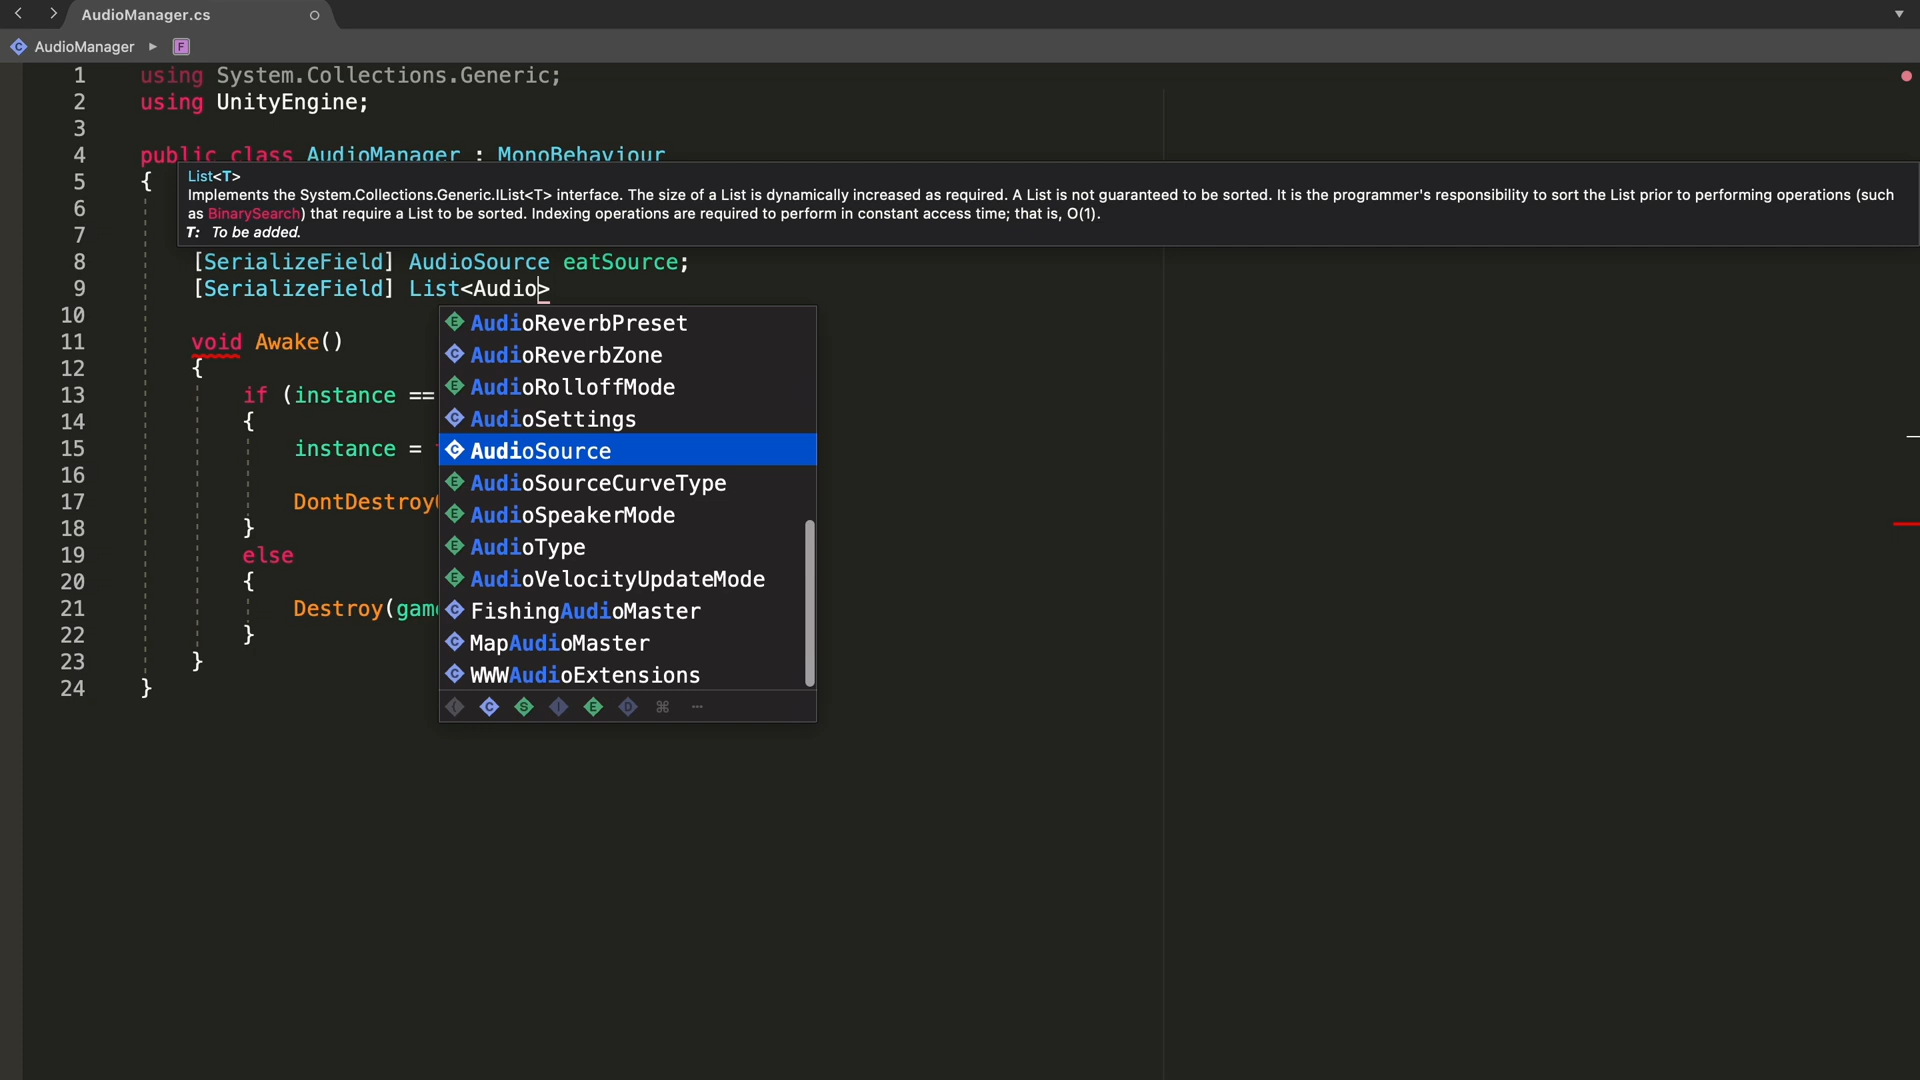 AudioManager.cs
AudioManager
1 using System.Collections.Generic;
2 using UnityEngine;
3
4 public class AudioManager : MonoBehaviour
5 {
List<T>
Implements the System.Collections.Generic.IList<T> interface. The size of a List is dynamically increased as required. A List is not guaranteed to be sorted. It is the programmer's responsibility to sort the List prior to performing operations (such
6
as BinarySearch) that require a List to be sorted. Indexing operations are required to perform in constant access time; that is, O(1).
7
T: To be added.
8 [SerializeField] AudioSource eatSource;
9 [SerializeField] List<Audio>
10
11 void Awake()
12 {
13 if (instance ==
14 {
15 instance =
16
17 DontDestroy
18 }
19 else
20 {
21 Destroy(game
22 }
23 }
24 }
AudioReverbPreset
AudioReverbZone
AudioRolloffMode
AudioSettings
AudioSource
AudioSourceCurveType
AudioSpeakerMode
AudioType
AudioVelocityUpdateMode
FishingAudioMaster
MapAudioMaster
WWWAudioExtensions